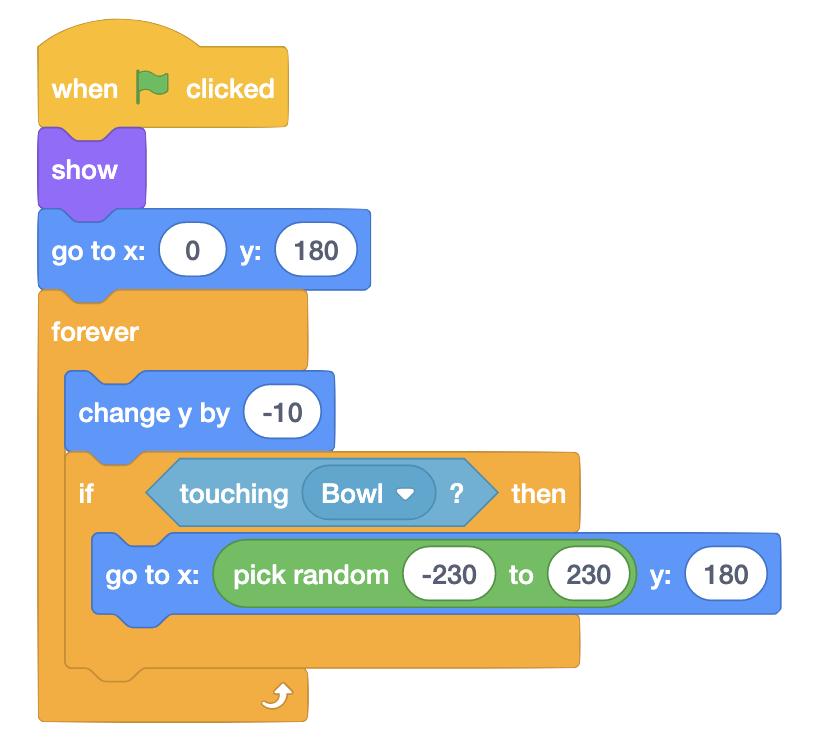 when clicked
show
go to x: 0 y: 180
forever
change y by -10
if touching Bowl ? then
go to x: pick random -230 to 230 y: 180